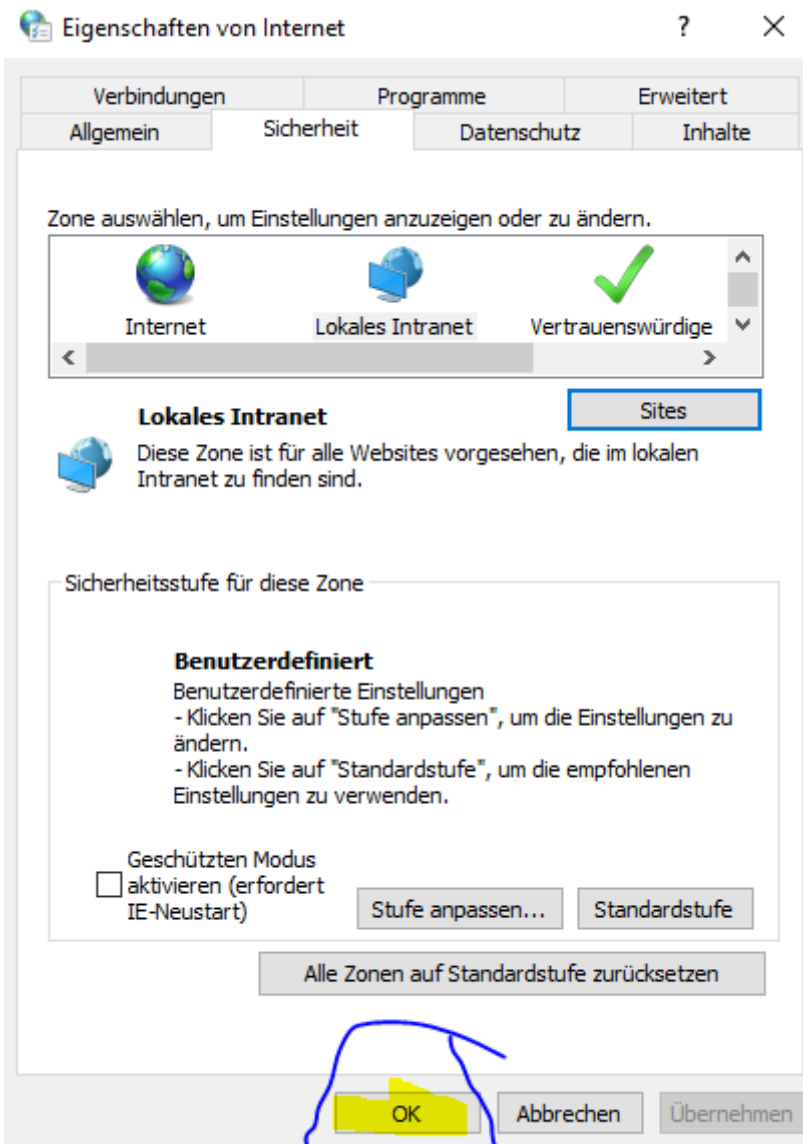 Eigenschaften von Internet
?
Verbindungen
Programme
Erweitert
Allgemein
Sicherheit
Datenschutz
Inhalte
Zone auswählen, um Einstellungen anzuzeigen oder zu ändern.
Internet
Lokales Intranet
Vertrauenswürdige
Lokales Intranet
Sites
Diese Zone ist für alle Websites vorgesehen, die im lokalen
Intranet zu finden sind.
Sicherheitsstufe für diese Zone
Benutzerdefiniert
Benutzerdefinierte Einstellungen
- Klicken Sie auf "Stufe anpassen", um die Einstellungen zu
ändern.
- Klicken Sie auf "Standardstufe", um die empfohlenen
Einstellungen zu verwenden.
Geschützten Modus
aktivieren (erfordert
IE-Neustart)
Stufe anpassen...
Standardstufe
Alle Zonen auf Standardstufe zurücksetzen
OK
Abbrechen
Übernehmen